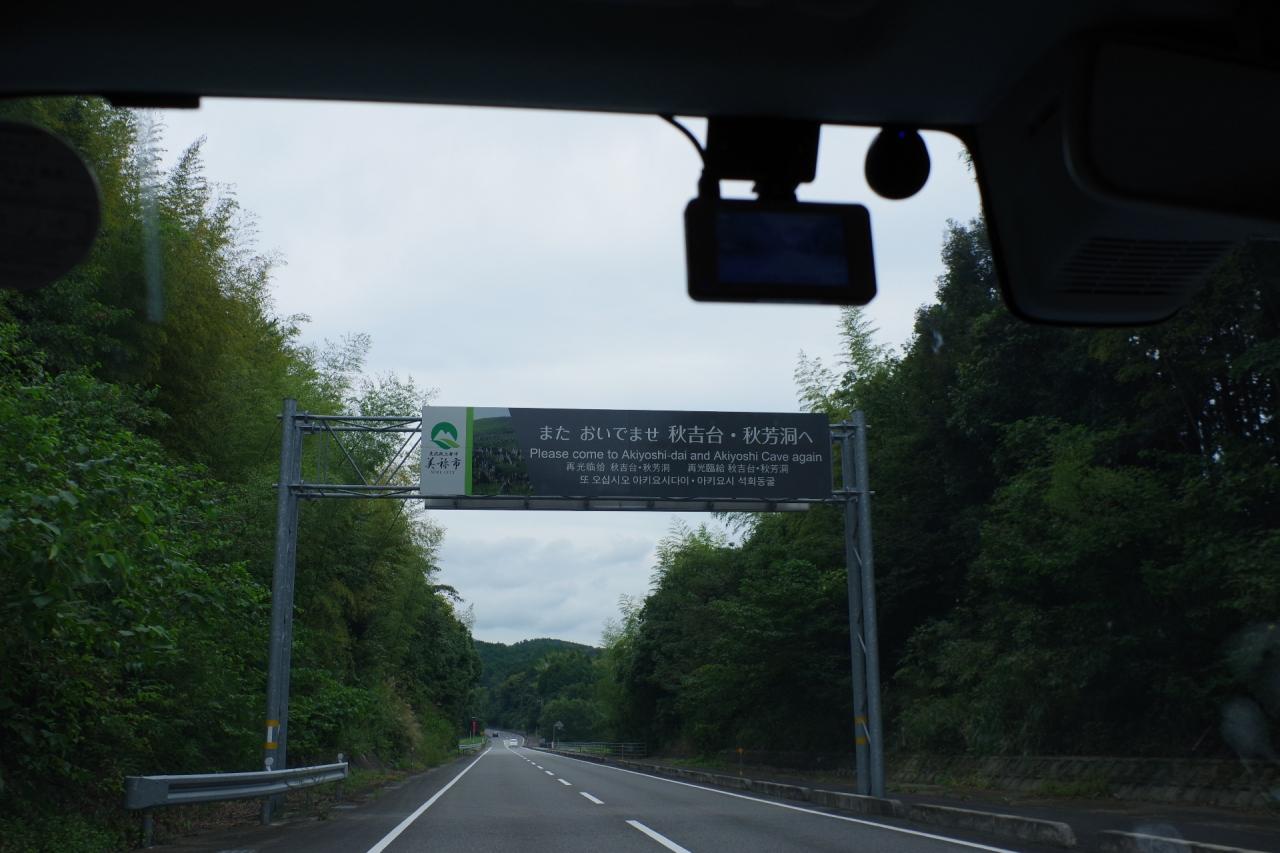 また おいでませ 秋吉台・秋芳洞へ
Please come to Akiyoshi-dai and Akiyoshi Cave again
再光临给 秋吉台・秋芳洞 再光臨給 秋吉台・秋芳洞
또 오십시오 아키요시다이・아키요시 석회동굴
美祢市